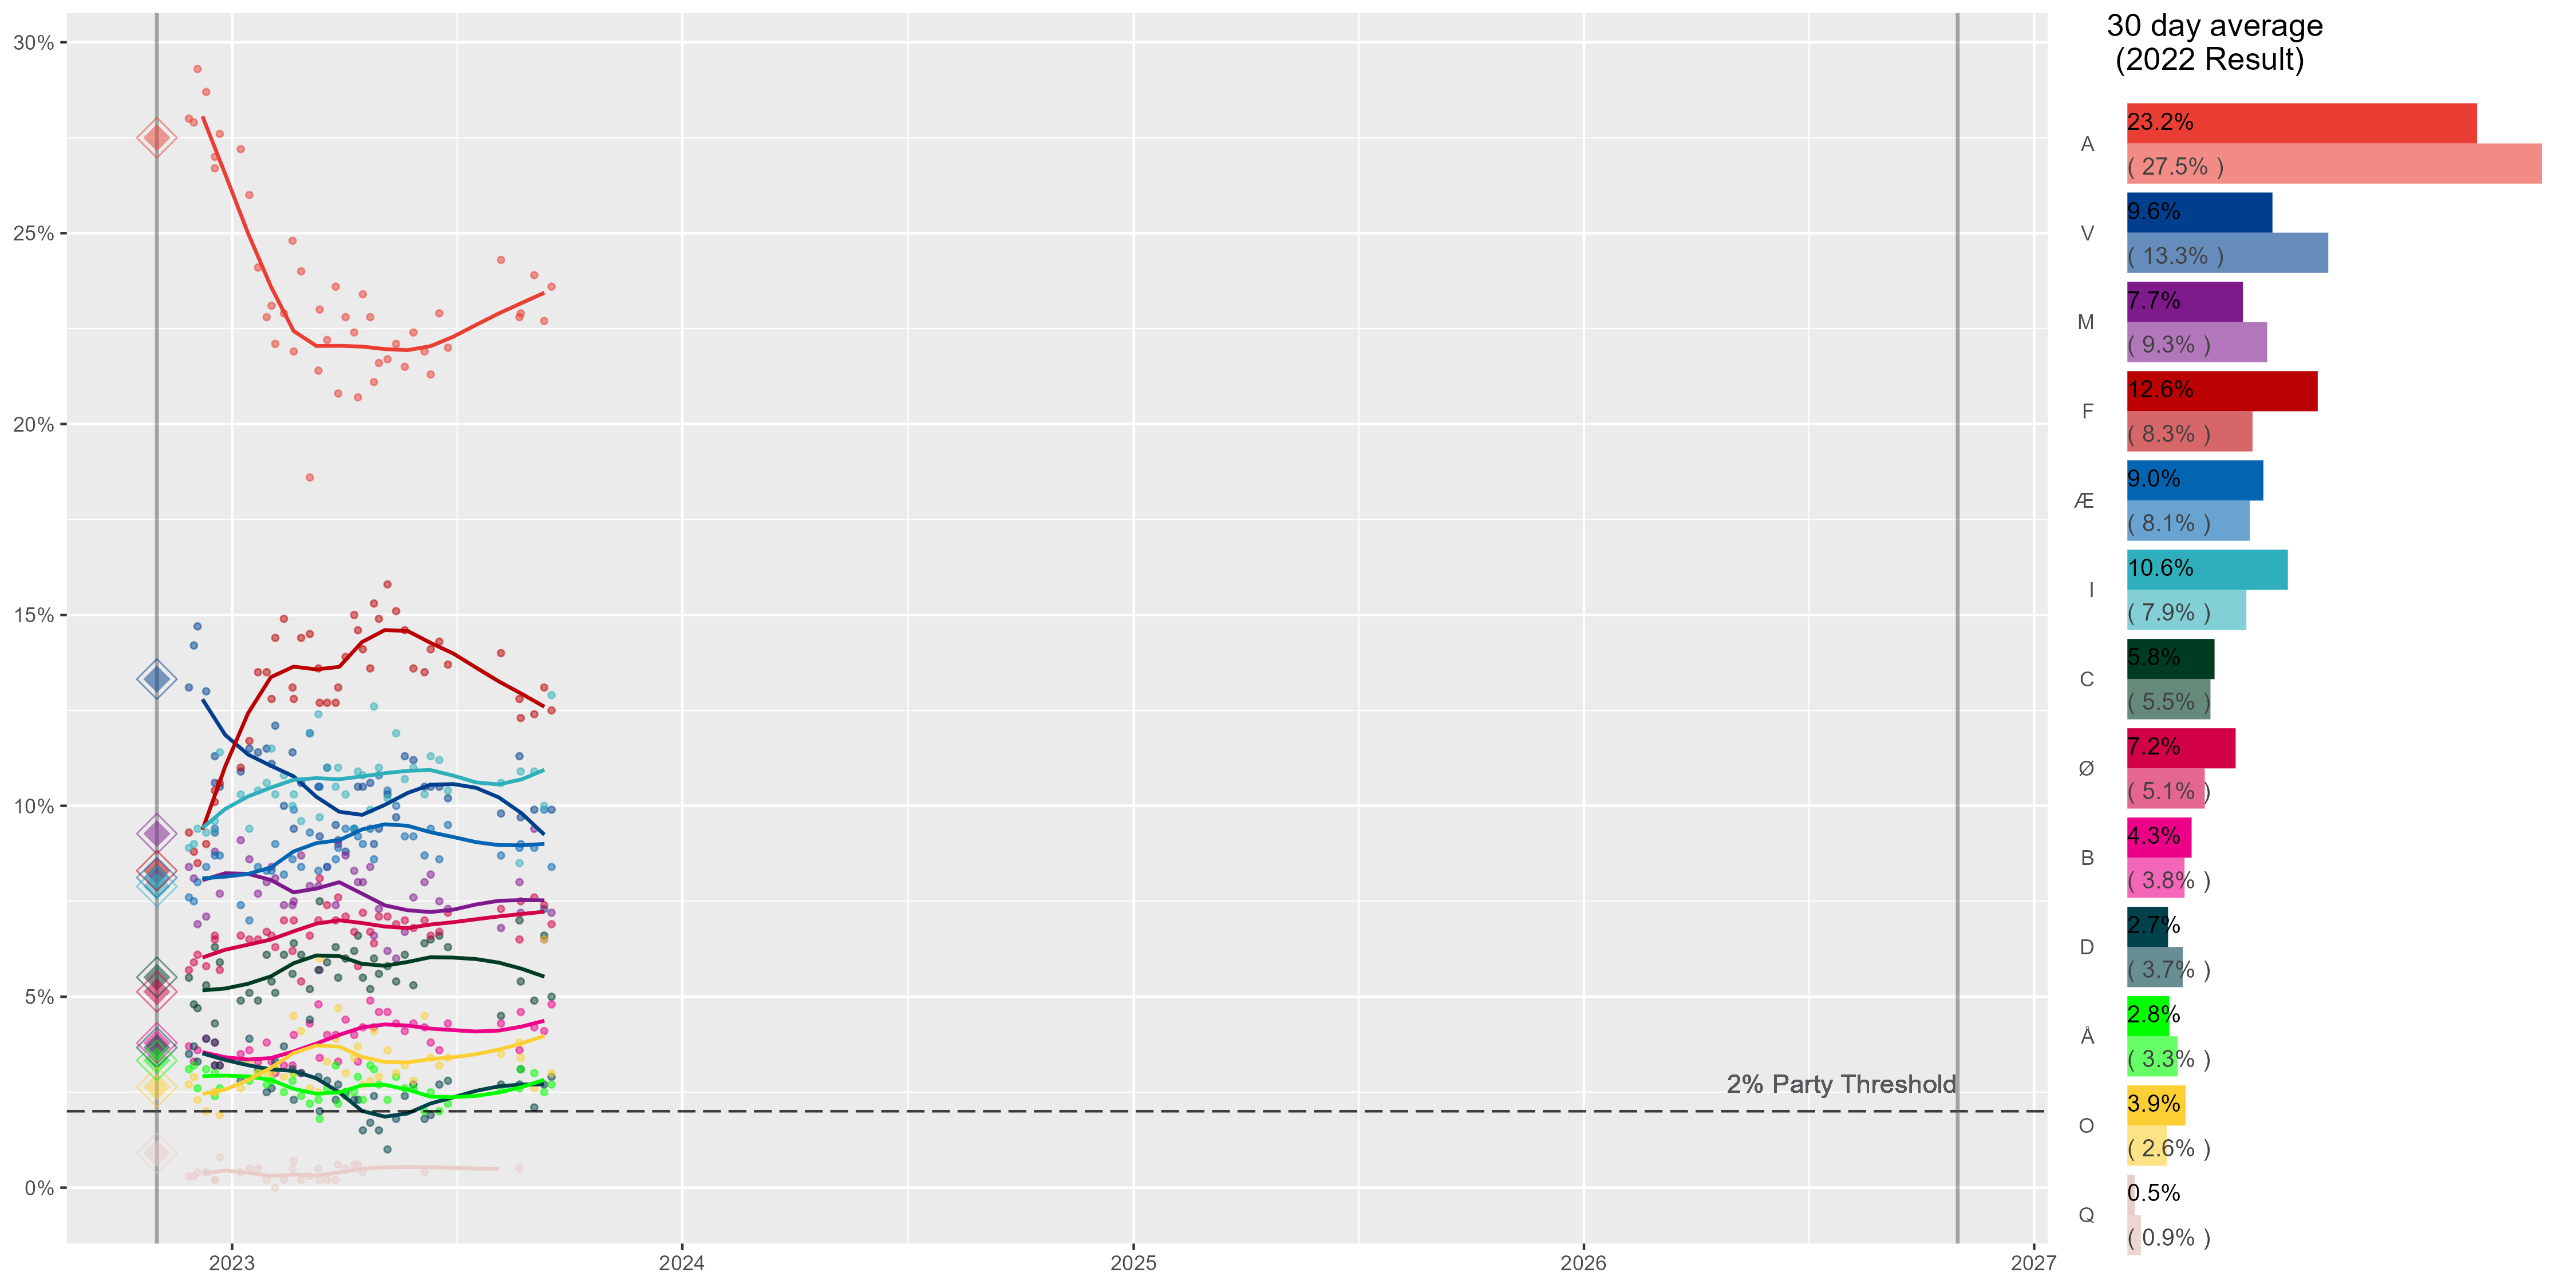 30 day average
(2022 Result)
30%
25%
20%
15%
10%
5%
0%
2023
2024
2025
2026
2027
2% Party Threshold
A
23.2%
( 27.5% )
V
9.6%
( 13.3% )
M
7.7%
( 9.3% )
F
12.6%
( 8.3% )
Æ
9.0%
( 8.1% )
I
10.6%
( 7.9% )
C
5.8%
( 5.5% )
Ø
7.2%
( 5.1% )
B
4.3%
( 3.8% )
D
2.7%
( 3.7% )
Å
2.8%
( 3.3% )
O
3.9%
( 2.6% )
Q
0.5%
( 0.9% )